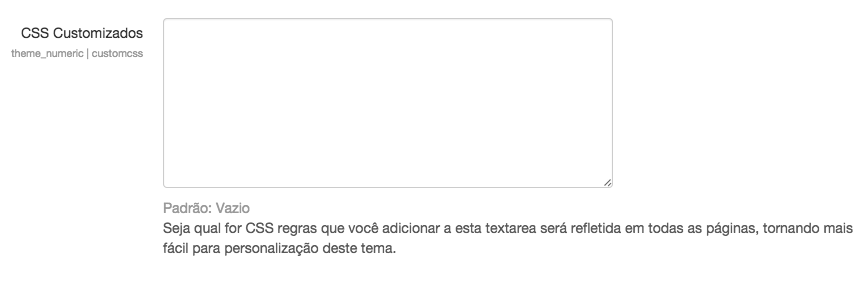 CSS Customizados
theme_numeric | customcss
Padrão: Vazio
Seja qual for CSS regras que você adicionar a esta textarea será refletida em todas as páginas, tornando mais
fácil para personalização deste tema.